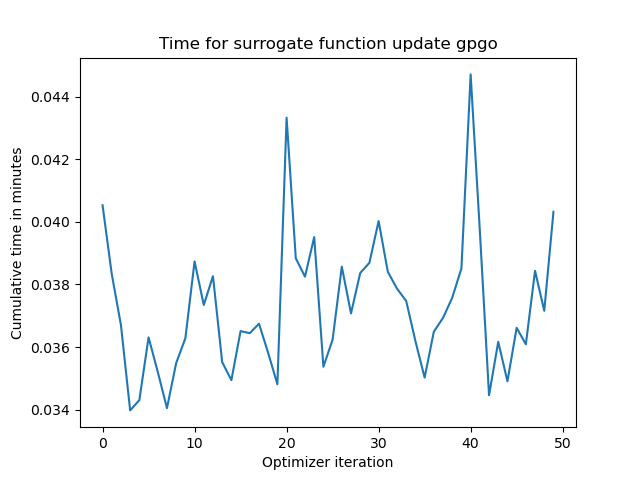 Time for surrogate function update gpgo
Cumulative time in minutes
0.044
0.042
0.040
0.038
0.036
0.034
0 10 20 30 40 50
Optimizer iteration